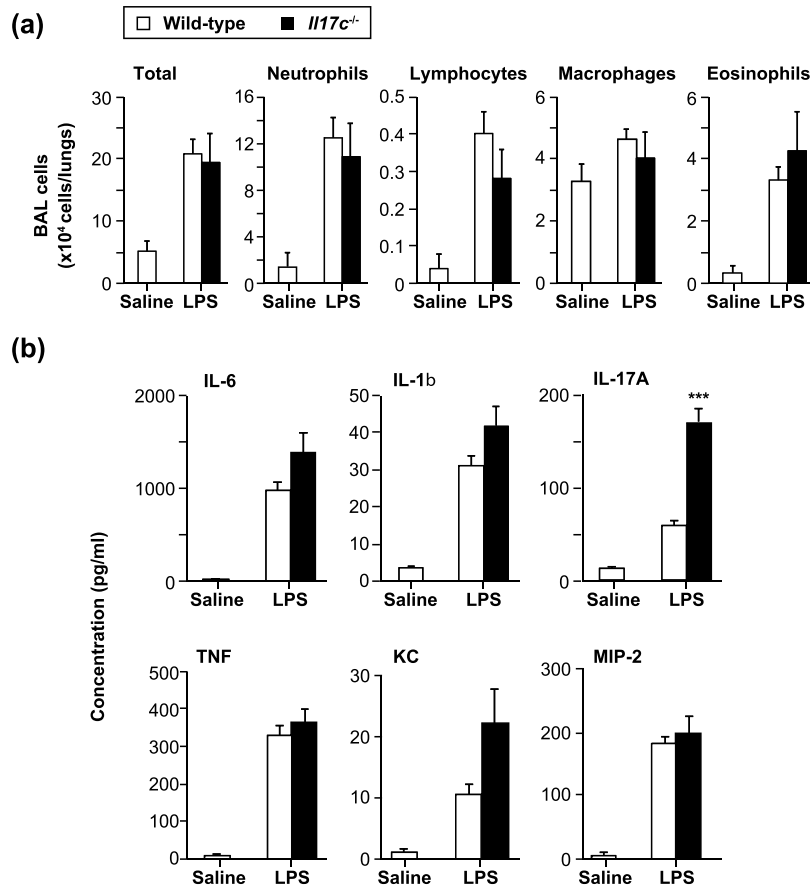 (a)
Wild-type Il17c-/-
Total Neutrophils Lymphocytes Macrophages Eosinophils
BAL cells
(x10⁴ cells/lungs)
30 20 10 0
Saline LPS
16 12 8 4 2 0
Saline LPS
0.5 0.4 0.3 0.2 0.1 0
Saline LPS
6 4 2 0
Saline LPS
6 4 2 0
Saline LPS
(b)
Concentration (pg/ml)
IL-6
2000 1000 0
Saline LPS
IL-1b
50 40 30 20 10 0
Saline LPS
IL-17A
***
200 100 0
Saline LPS
TNF
500 400 300 200 100 0
Saline LPS
KC
30 20 10 0
Saline LPS
MIP-2
300 200 100 0
Saline LPS